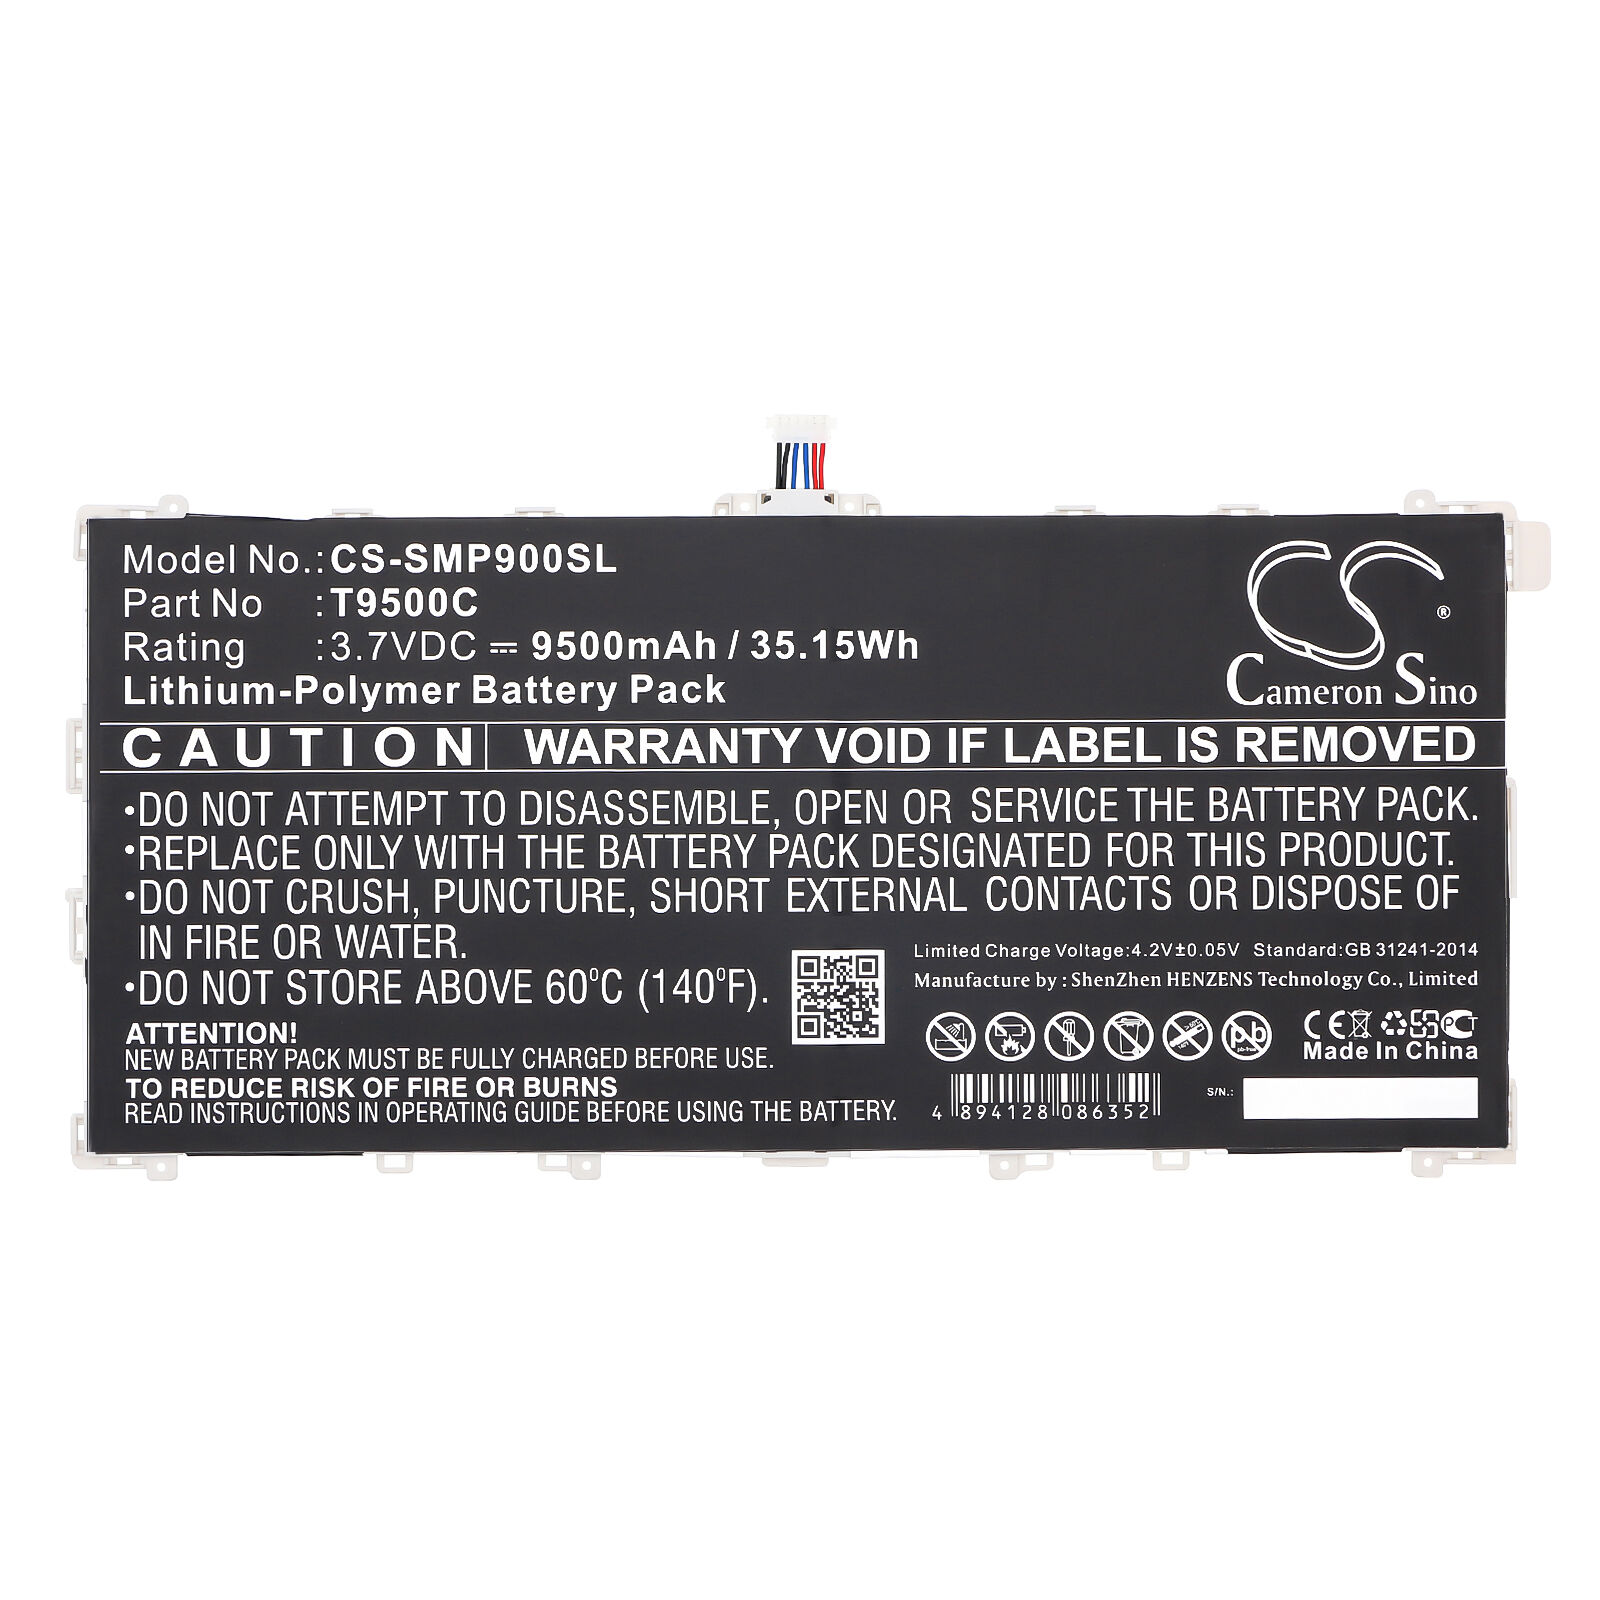 Model No.: CS-SMP900SL
Part No : T9500C
Rating : 3.7VDC ⎓ 9500mAh / 35.15Wh
Lithium-Polymer Battery Pack
®
Cameron Sino
CAUTION WARRANTY VOID IF LABEL IS REMOVED
•DO NOT ATTEMPT TO DISASSEMBLE, OPEN OR SERVICE THE BATTERY PACK.
•REPLACE ONLY WITH THE BATTERY PACK DESIGNATED FOR THIS PRODUCT.
•DO NOT CRUSH, PUNCTURE, SHORT EXTERNAL CONTACTS OR DISPOSE OF
IN FIRE OR WATER.
•DO NOT STORE ABOVE 60°C (140°F).
ATTENTION!
NEW BATTERY PACK MUST BE FULLY CHARGED BEFORE USE.
TO REDUCE RISK OF FIRE OR BURNS
READ INSTRUCTIONS IN OPERATING GUIDE BEFORE USING THE BATTERY.
Limited Charge Voltage:4.2V±0.05V Standard:GB 31241-2014
Manufacture by : ShenZhen HENZENS Technology Co., Limited
pb
pb-free
CE
Made In China
4 894128 086352
S/N.: